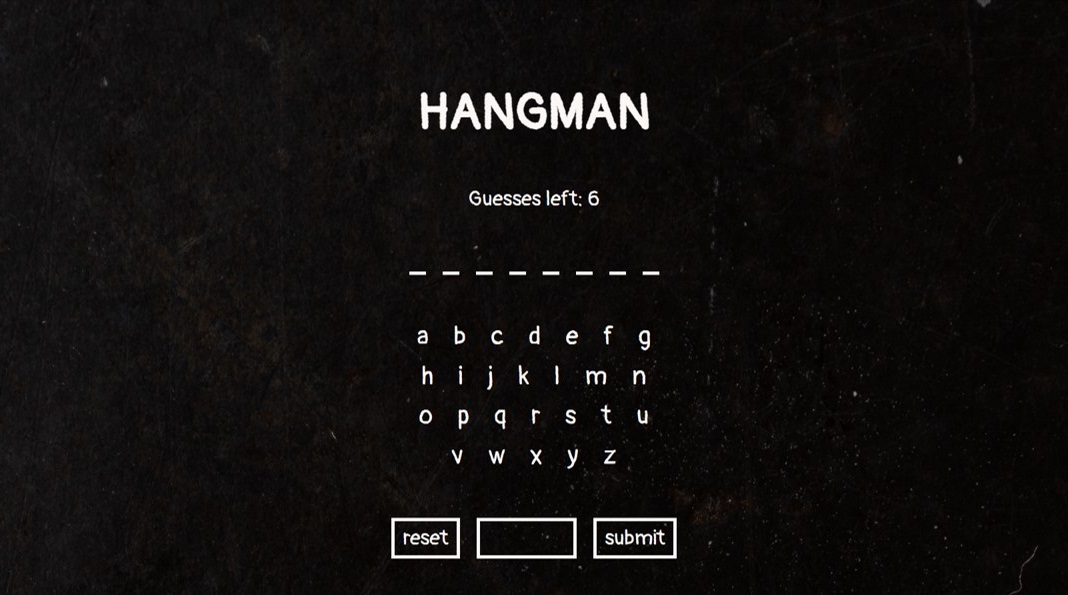 HANGMAN
Guesses left: 6
_ _ _ _ _ _ _ _
a b c d e f g
h i j k l m n
o p q r s t u
v w x y z
reset submit